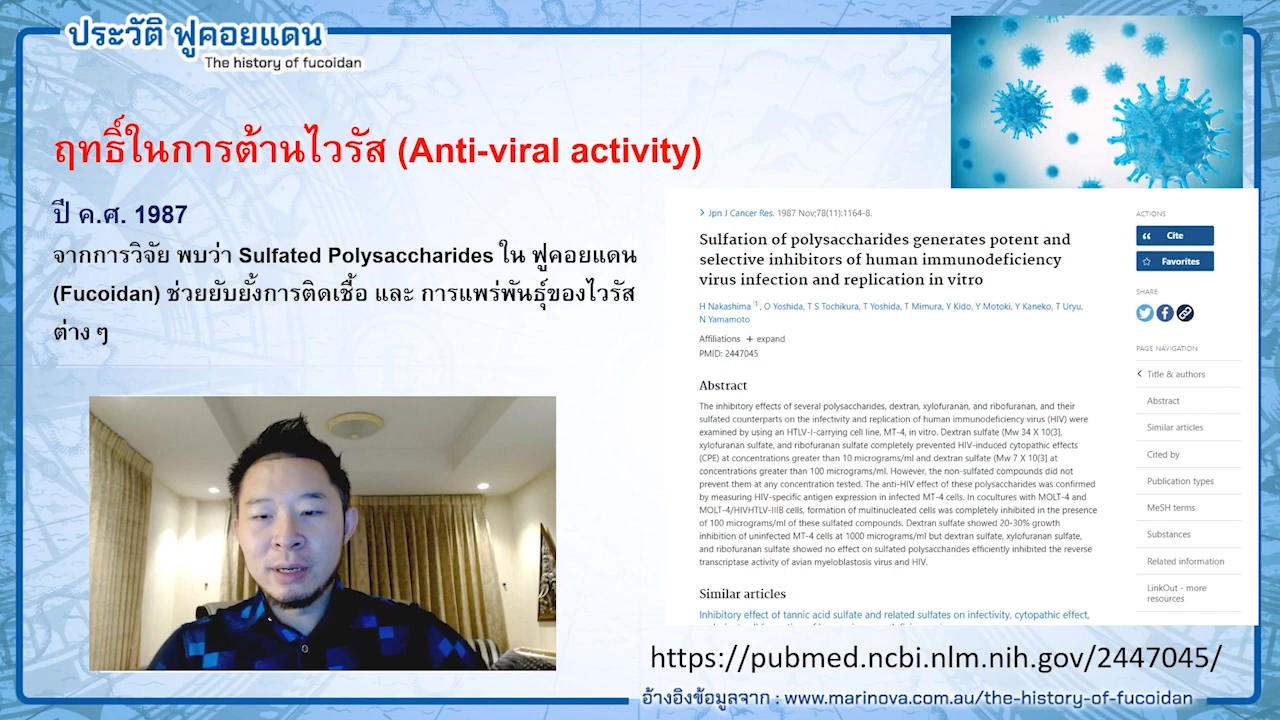 ประวัติ ฟูคอยแดน
The history of fucoidan
ฤทธิ์ในการต้านไวรัส (Anti-viral activity)
ปี ค.ศ. 1987
จากการวิจัย พบว่า Sulfated Polysaccharides ใน ฟูคอยแดน
(Fucoidan) ช่วยยับยั้งการติดเชื้อ และ การแพร่พันธุ์ของไวรัส
ต่าง ๆ
Jpn J Cancer Res. 1987 Nov;78(11):1164-8.
Sulfation of polysaccharides generates potent and
selective inhibitors of human immunodeficiency
virus infection and replication in vitro
H Nakashima 1, O Yoshida, T S Tochikura, T Yoshida, T Mimura, Y Kido, Y Motoki, Y Kaneko, T Uryu,
N Yamamoto
Affiliations + expand
PMID: 2447045
Abstract
The inhibitory effects of several polysaccharides, dextran, xylofuranan, and ribofuranan, and their
sulfated counterparts on the infectivity and replication of human immunodeficiency virus (HIV) were
examined by using an HTLV-I-carrying cell line, MT-4, in vitro. Dextran sulfate (Mw 34 X 10(3],
xylofuranan sulfate, and ribofuranan sulfate completely prevented HIV-induced cytopathic effects
(CPE) at concentrations greater than 10 micrograms/ml and dextran sulfate (Mw 7 X 10(3] at
concentrations greater than 100 micrograms/ml. However, the non-sulfated compounds did not
prevent them at any concentration tested. The anti-HIV effect of these polysaccharides was confirmed
by measuring HIV-specific antigen expression in infected MT-4 cells. In cocultures with MOLT-4 and
MOLT-4/HIVHTLV-IIIB cells, formation of multinucleated cells was completely inhibited in the presence
of 100 micrograms/ml of these sulfated compounds. Dextran sulfate showed 20-30% growth
inhibition of uninfected MT-4 cells at 1000 micrograms/ml but dextran sulfate, xylofuranan sulfate,
and ribofuranan sulfate showed no effect on sulfated polysaccharides efficiently inhibited the reverse
transcriptase activity of avian myeloblastosis virus and HIV.
Similar articles
Inhibitory effect of tannic acid sulfate and related sulfates on infectivity, cytopathic effect,
ACTIONS
Cite
Favorites
SHARE
PAGE NAVIGATION
Title & authors
Abstract
Similar articles
Cited by
Publication types
MeSH terms
Substances
Related information
LinkOut - more
resources
https://pubmed.ncbi.nlm.nih.gov/2447045/
อ้างอิงข้อมูลจาก : www.marinova.com.au/the-history-of-fucoidan